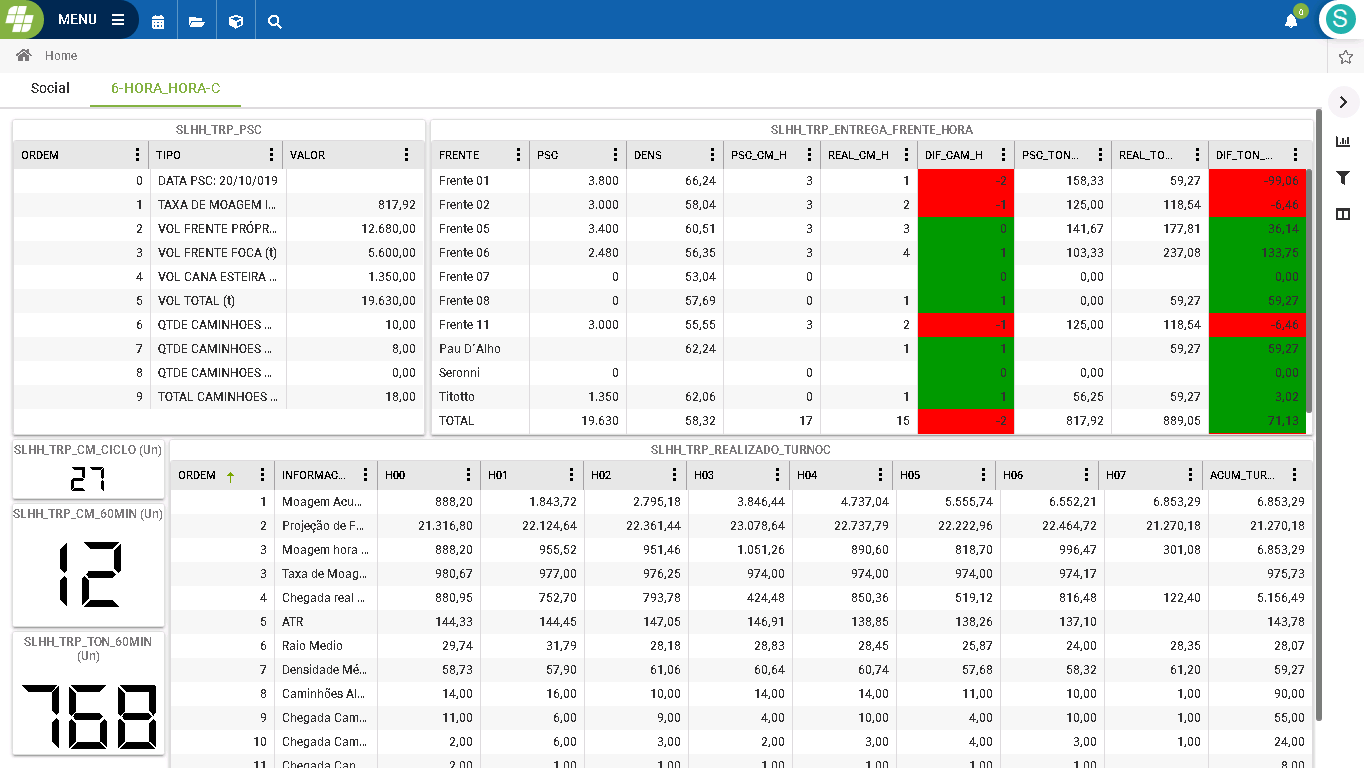 MENU
0
S
Home
Social 6-HORA_HORA-C
SLHH_TRP_PSC
ORDEM TIPO VALOR
0 DATA PSC: 20/10/019
1 TAXA DE MOAGEM I... 817,92
2 VOL FRENTE PRÓPR... 12.680,00
3 VOL FRENTE FOCA (t) 5.600,00
4 VOL CANA ESTEIRA ... 1.350,00
5 VOL TOTAL (t) 19.630,00
6 QTDE CAMINHOES ... 10,00
7 QTDE CAMINHOES ... 8,00
8 QTDE CAMINHOES ... 0,00
9 TOTAL CAMINHOES ... 18,00
SLHH_TRP_ENTREGA_FRENTE_HORA
FRENTE PSC DENS PSC_CM_H REAL_CM_H DIF_CAM_H PSC_TON... REAL_TO... DIF_TON_...
Frente 01 3.800 66,24 3 1 -2 158,33 59,27 -99,06
Frente 02 3.000 58,04 3 2 -1 125,00 118,54 -6,46
Frente 05 3.400 60,51 3 3 0 141,67 177,81 36,14
Frente 06 2.480 56,35 3 4 1 103,33 237,08 133,75
Frente 07 0 53,04 0 0 0,00 0,00
Frente 08 0 57,69 0 1 1 0,00 59,27 59,27
Frente 11 3.000 55,55 3 2 -1 125,00 118,54 -6,46
Pau D´Alho 62,24 1 1 59,27 59,27
Seronni 0 0 0 0,00 0,00
Titotto 1.350 62,06 0 1 1 56,25 59,27 3,02
TOTAL 19.630 58,32 17 15 -2 817,92 889,05 71,13
SLHH_TRP_CM_CICLO (Un)
27
SLHH_TRP_CM_60MIN (Un)
12
SLHH_TRP_TON_60MIN
(Un)
768
SLHH_TRP_REALIZADO_TURNOC
ORDEM INFORMAC... H00 H01 H02 H03 H04 H05 H06 H07 ACUM_TUR...
1 Moagem Acu... 888,20 1.843,72 2.795,18 3.846,44 4.737,04 5.555,74 6.552,21 6.853,29 6.853,29
2 Projeção de F... 21.316,80 22.124,64 22.361,44 23.078,64 22.737,79 22.222,96 22.464,72 21.270,18 21.270,18
3 Moagem hora ... 888,20 955,52 951,46 1.051,26 890,60 818,70 996,47 301,08 6.853,29
3 Taxa de Moag... 980,67 977,00 976,25 974,00 974,00 974,00 974,17 975,73
4 Chegada real ... 880,95 752,70 793,78 424,48 850,36 519,12 816,48 122,40 5.156,49
5 ATR 144,33 144,45 147,05 146,91 138,85 138,26 137,10 143,78
6 Raio Medio 29,74 31,79 28,18 28,83 28,45 25,87 24,00 28,35 28,07
7 Densidade Mé... 58,73 57,90 61,06 60,64 60,74 57,68 58,32 61,20 59,27
8 Caminhões Al... 14,00 16,00 10,00 14,00 14,00 11,00 10,00 1,00 90,00
9 Chegada Cam... 11,00 6,00 9,00 4,00 10,00 4,00 10,00 1,00 55,00
10 Chegada Cam... 2,00 6,00 3,00 2,00 3,00 4,00 3,00 1,00 24,00
11 Chegada Can... 2,00 1,00 1,00 1,00 1,00 1,00 1,00 8,00